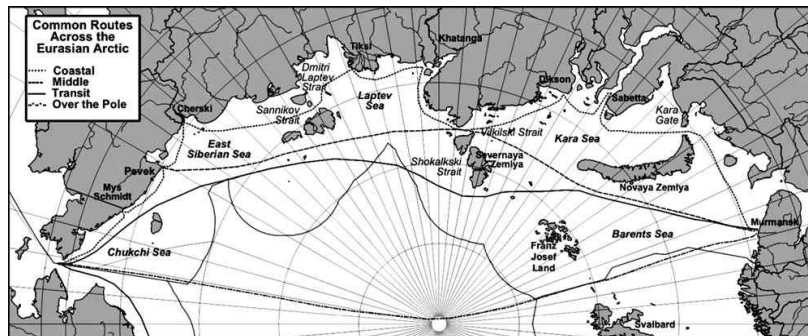 Common Routes
Across the
Eurasian Arctic
Coastal
Middle
Transit
Over the Pole
Tiksi
Khatanga
Dmitri
Laptev
Strait
Dikson
Laptev
Sea
Sabetta
Cherski
Sannikov
Strait
Kara
Gate
Vilkilski Strait
Kara Sea
East
Siberian Sea
Shokalkski
Strait
Severnaya
Zemlya
Pevek
Mys
Schmidt
Novaya Zemlya
Murmansk
Barents Sea
Chukchi Sea
Franz
Josef
Land
Svalbard